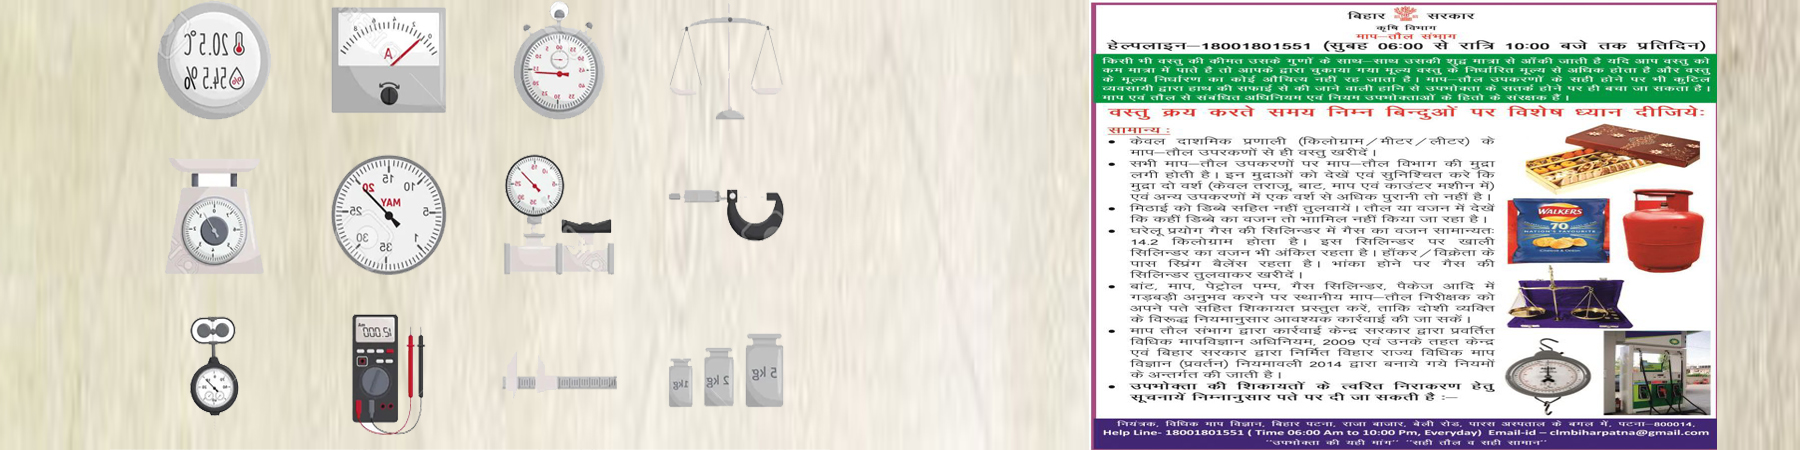 बिहार सरकार
कृषि विभाग
माप–तौल संभाग
हेल्पलाइन–18001801551 (सुबह 06:00 से रात्रि 10:00 बजे तक प्रतिदिन)
किसी भी वस्तु की कीमत उसके गुणों के साथ–साथ उसकी शुद्ध मात्रा से आँकी जाती है यदि आप वस्तु को
कम मात्रा में पाते है तो आपके द्वारा चुकाया गया मूल्य वस्तु के निर्धारित मूल्य से अधिक होता है और वस्तु
के मूल्य निर्धारण का कोई औचित्य नहीं रह जाता है। माप–तौल उपकरणों के सही होने पर भी कुटिल
व्यवसायी द्वारा हाथ की सफाई से की जाने वाली हानि से उपभोक्ता के सतर्क होने पर ही बचा जा सकता है।
माप एवं तौल से संबधित अधिनियम एवं नियम उपभोक्ताओं के हितो के संरक्षक हैं।
वस्तु क्रय करते समय निम्न बिन्दुओं पर विशेष ध्यान दीजिये:
सामान्य :
• केवल दाशमिक प्रणाली (किलोग्राम/मीटर/लीटर) के
माप–तौल उपरकणों से ही वस्तु खरीदें।
• सभी माप–तौल उपकरणों पर माप–तौल विभाग की मुद्रा
लगी होती है। इन मुद्राओं को देखें एवं सुनिश्चित करे कि
मुद्रा दो वर्श (केवल तराजू, बाट, माप एवं काउंटर मशीन में)
एवं अन्य उपकरणों में एक वर्श से अधिक पुरानी तो नहीं है।
• मिठाई को डिब्बे सहित नहीं तुलवायें। तौल या वजन में देखें
कि कहीं डिब्बे का वजन तो भाामिल नहीं किया जा रहा है।
• घरेलू प्रयोग गैस की सिलिन्डर में गैस का वजन सामान्यतः
14.2 किलोग्राम होता है। इस सिलिन्डर पर खाली
सिलिन्डर का वजन भी अंकित रहता है। हॉकर/विक्रेता के
पास स्प्रिंग बैलेंस रहता है। भांका होने पर गैस की
सिलिन्डर तुलवाकर खरीदें।
• बांट, माप, पेट्रोल पम्प, गैस सिलिन्डर, पैकेज आदि में
गड़बड़ी अनुभव करने पर स्थानीय माप–तौल निरीक्षक को
अपने पते सहित शिकायत प्रस्तुत करें, ताकि दोशी व्यक्ति
के विरूद्ध नियमानुसार आवश्यक कार्रवाई की जा सकें।
• माप तौल संभाग द्वारा कार्रवाई केन्द्र सरकार द्वारा प्रवर्तित
विधिक मापविज्ञान अधिनियम, 2009 एवं उनके तहत केन्द्र
एवं बिहार सरकार द्वारा निर्मित विहार राज्य विधिक माप
विज्ञान (प्रवर्तन) नियमावली 2014 द्वारा बनाये गये नियमों
के अन्तर्गत की जाती है।
• उपभोक्ता की शिकायतों के त्वरित निराकरण हेतु
सूचनायें निम्नानुसार पते पर दी जा सकती है :–
WALKERS
70
NATION'S FAVOURITE
नियंत्रक, विधिक माप विज्ञान, बिहार पटना, राजा बाजार, बेली रोड, पारस अस्पताल के बगल में, पटना–800014,
Help Line- 18001801551 ( Time 06:00 Am to 10:00 Pm, Everyday) Email-id – clmbiharpatna@gmail.com
"उपभोक्ता की यही मांग" "सही तौल व सही सामान"
20.5°C
54.5 %
A
MAY
12.000
1kg
2 kg
5 kg